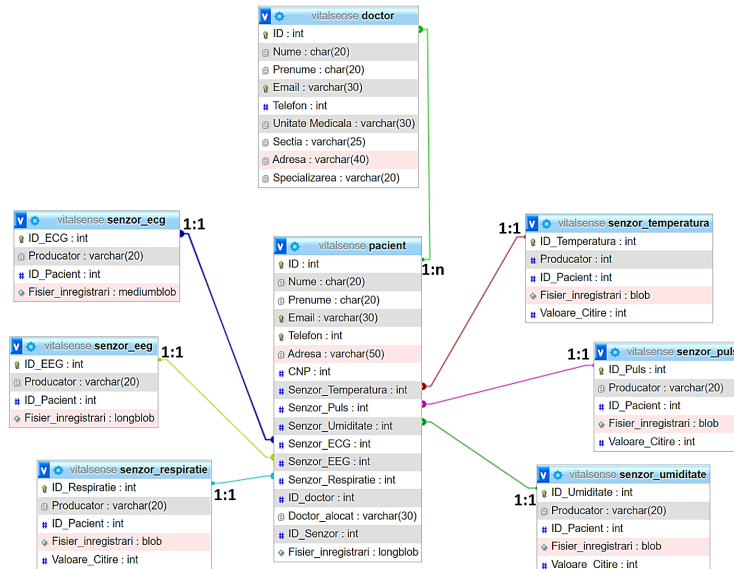 vitalsense doctor
ID : int
Nume : char(20)
Prenume : char(20)
Email : varchar(30)
Telefon : int
Unitate Medicala : varchar(30)
Sectia : varchar(25)
Adresa : varchar(40)
Specializarea : varchar(20)
1:n
vitalsense senzor_ecg
ID_ECG : int
Producator : varchar(20)
ID_Pacient : int
Fisier_inregistrari : mediumblob
1:1
vitalsense senzor_eeg
ID_EEG : int
Producator : varchar(20)
ID_Pacient : int
Fisier_inregistrari : longblob
1:1
vitalsense senzor_respiratie
ID_Respiratie : int
Producator : varchar(20)
ID_Pacient : int
Fisier_inregistrari : blob
Valoare_Citire : int
1:1
vitalsense pacient
ID : int
Nume : char(20)
Prenume : char(20)
Email : varchar(30)
Telefon : int
Adresa : varchar(50)
CNP : int
Senzor_Temperatura : int
Senzor_Puls : int
Senzor_Umiditate : int
Senzor_ECG : int
Senzor_EEG : int
Senzor_Respiratie : int
ID_doctor : int
Doctor_alocat : varchar(30)
ID_Senzor : int
Fisier_inregistrari : longblob
1:1
vitalsense senzor_temperatura
ID_Temperatura : int
Producator : int
ID_Pacient : int
Fisier_inregistrari : blob
Valoare_Citire : int
1:1
vitalsense senzor_puls
ID_Puls : int
Producator : varchar(20)
ID_Pacient : int
Fisier_inregistrari : blob
Valoare_Citire : int
1:1
vitalsense senzor_umiditate
ID_Umiditate : int
Producator : varchar(20)
ID_Pacient : int
Fisier_inregistrari : blob
Valoare_Citire : int